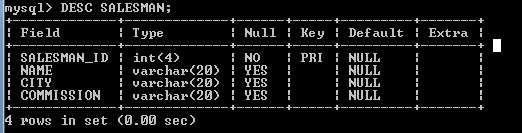 mysql> DESC SALESMAN;
+-------------+-------------+------+-----+---------+-------+
| Field       | Type        | Null | Key | Default | Extra |
+-------------+-------------+------+-----+---------+-------+
| SALESMAN_ID | int(4)      | NO   | PRI | NULL    |       |
| NAME        | varchar(20) | YES  |     | NULL    |       |
| CITY        | varchar(20) | YES  |     | NULL    |       |
| COMMISSION  | varchar(20) | YES  |     | NULL    |       |
+-------------+-------------+------+-----+---------+-------+
4 rows in set (0.00 sec)